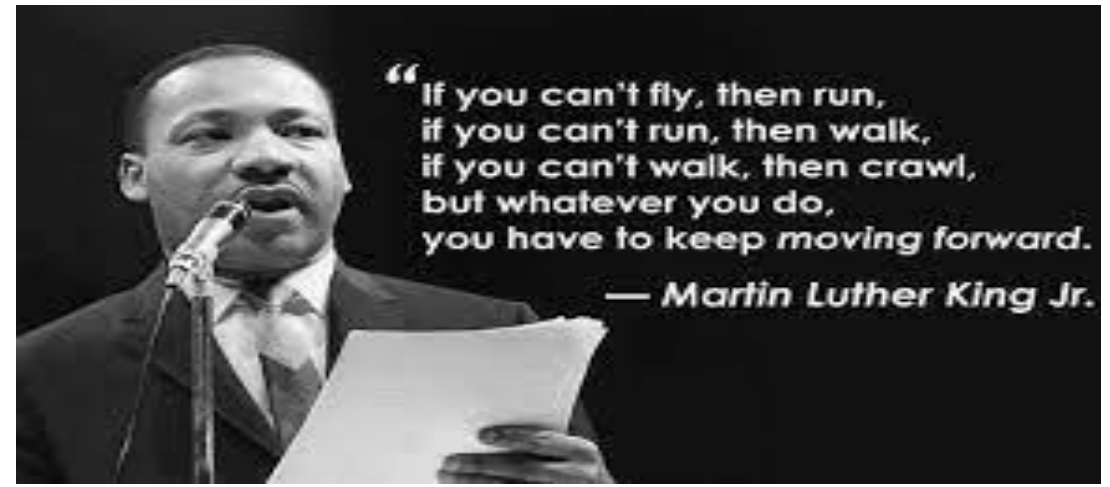 “If you can't fly, then run,
if you can't run, then walk,
if you can't walk, then crawl,
but whatever you do,
you have to keep moving forward.
— Martin Luther King Jr.